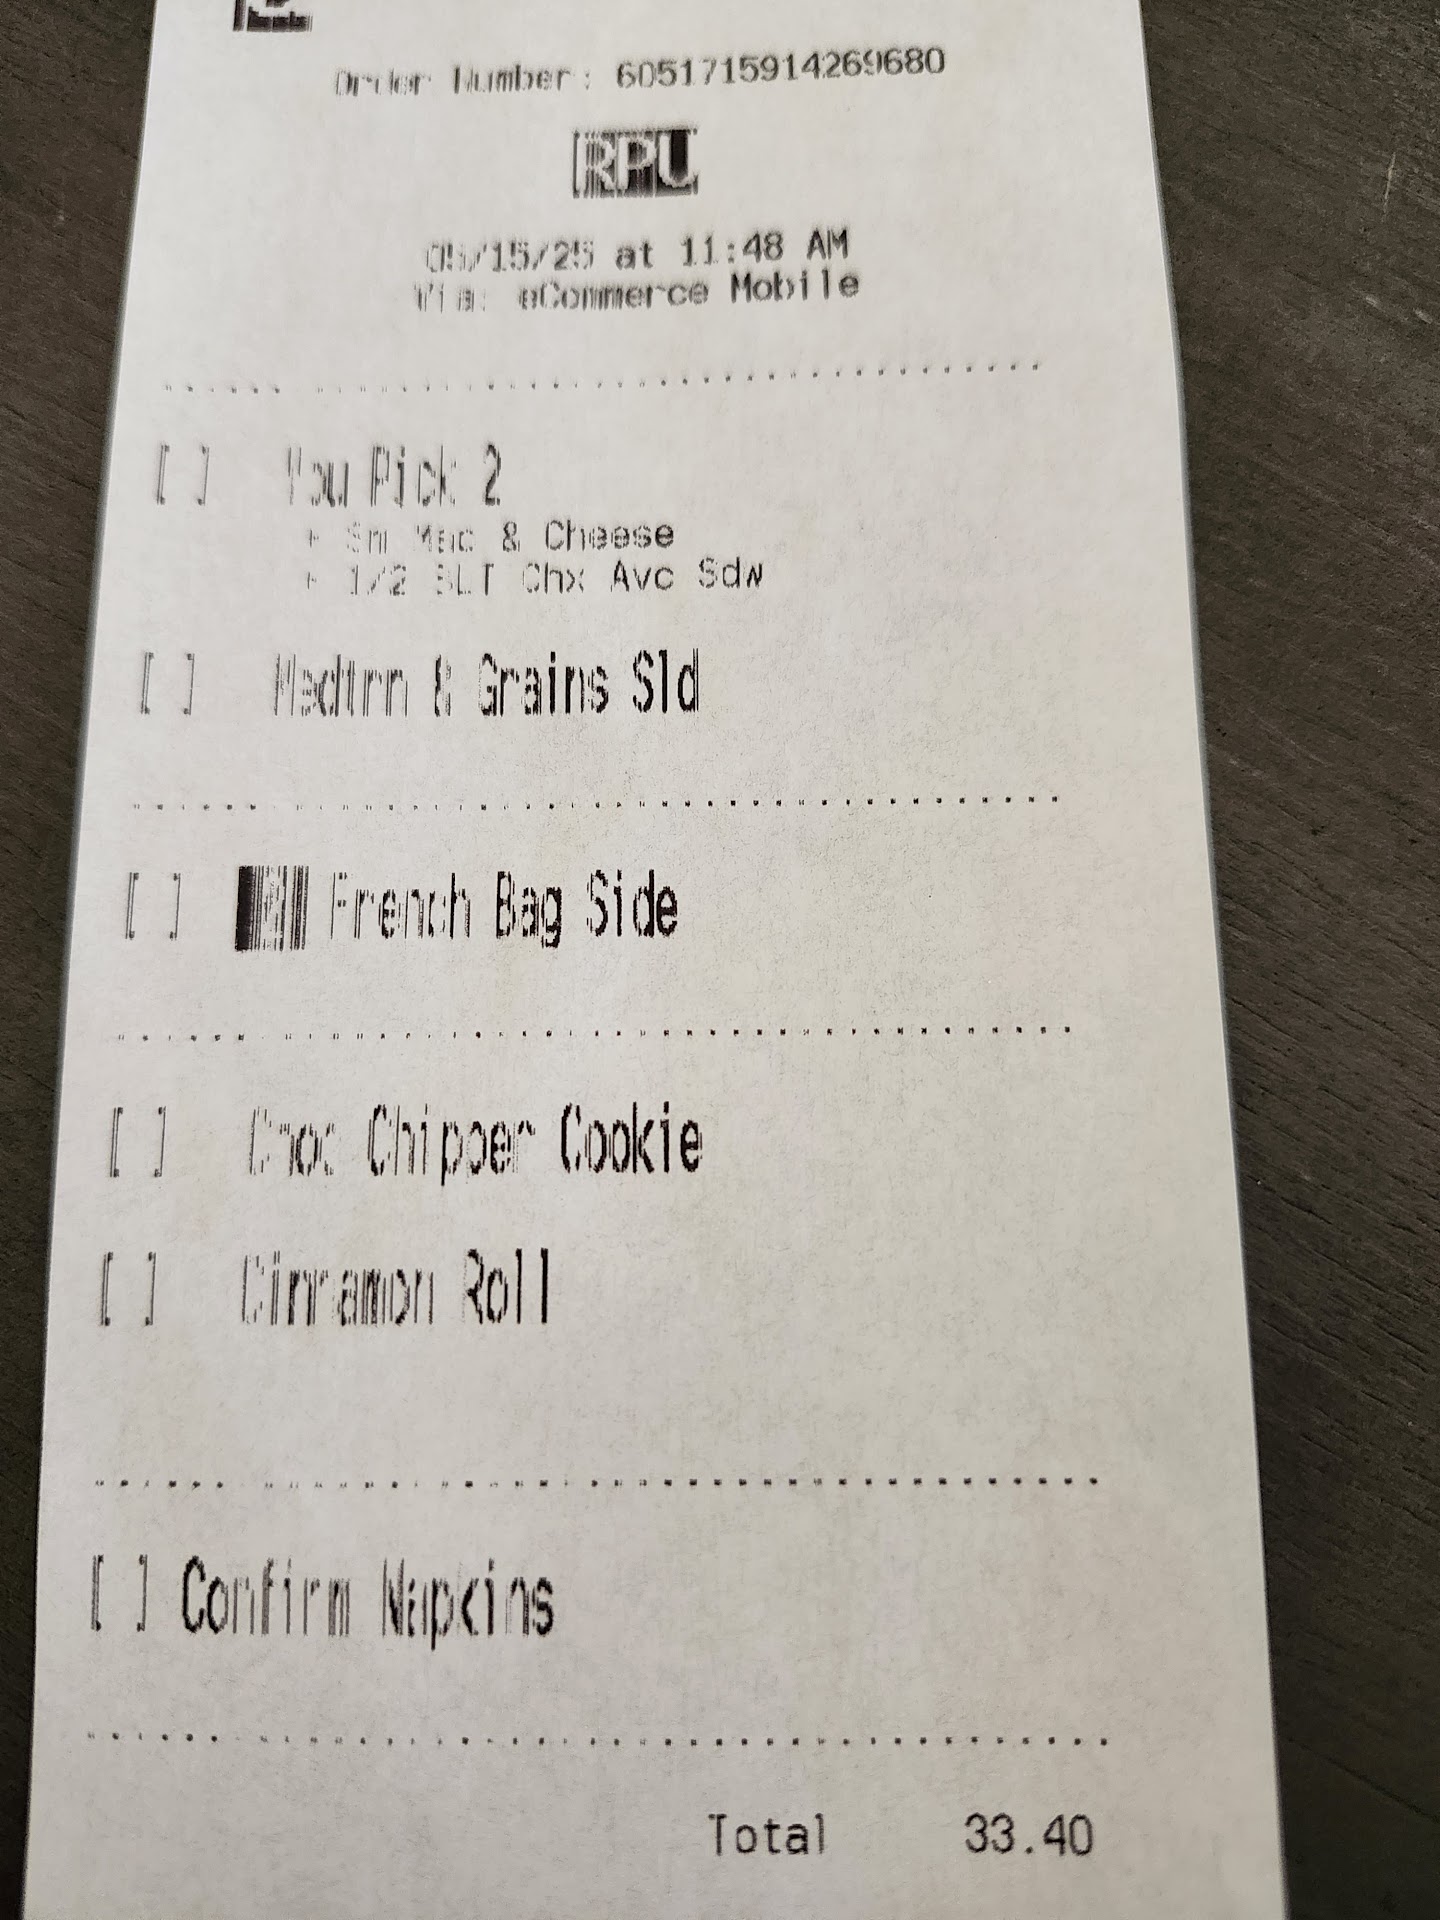 Order Number: 6051715914269680
RPU
05/15/25 at 11:48 AM
Via: eCommerce Mobile
[ ] You Pick 2
+ Sm Mac & Cheese
+ 1/2 BLT Chx Avc Sdw
[ ] Medtrn & Grains Sld
[ ] French Bag Side
[ ] Choc Chipper Cookie
[ ] Cinnamon Roll
[ ] Confirm Napkins
Total 33.40